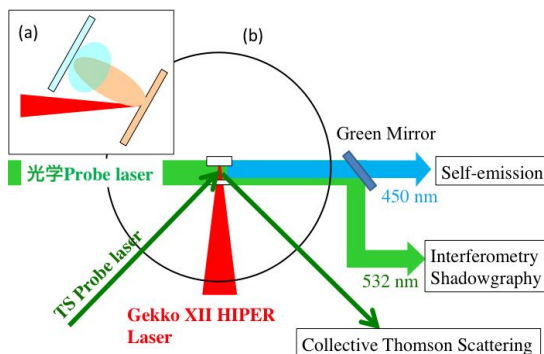 (a)
(b)
Green Mirror
光学Probe laser
Self-emission
450 nm
TS Probe laser
Interferometry
Shadowgraphy
532 nm
Gekko XII HIPER
Laser
Collective Thomson Scattering